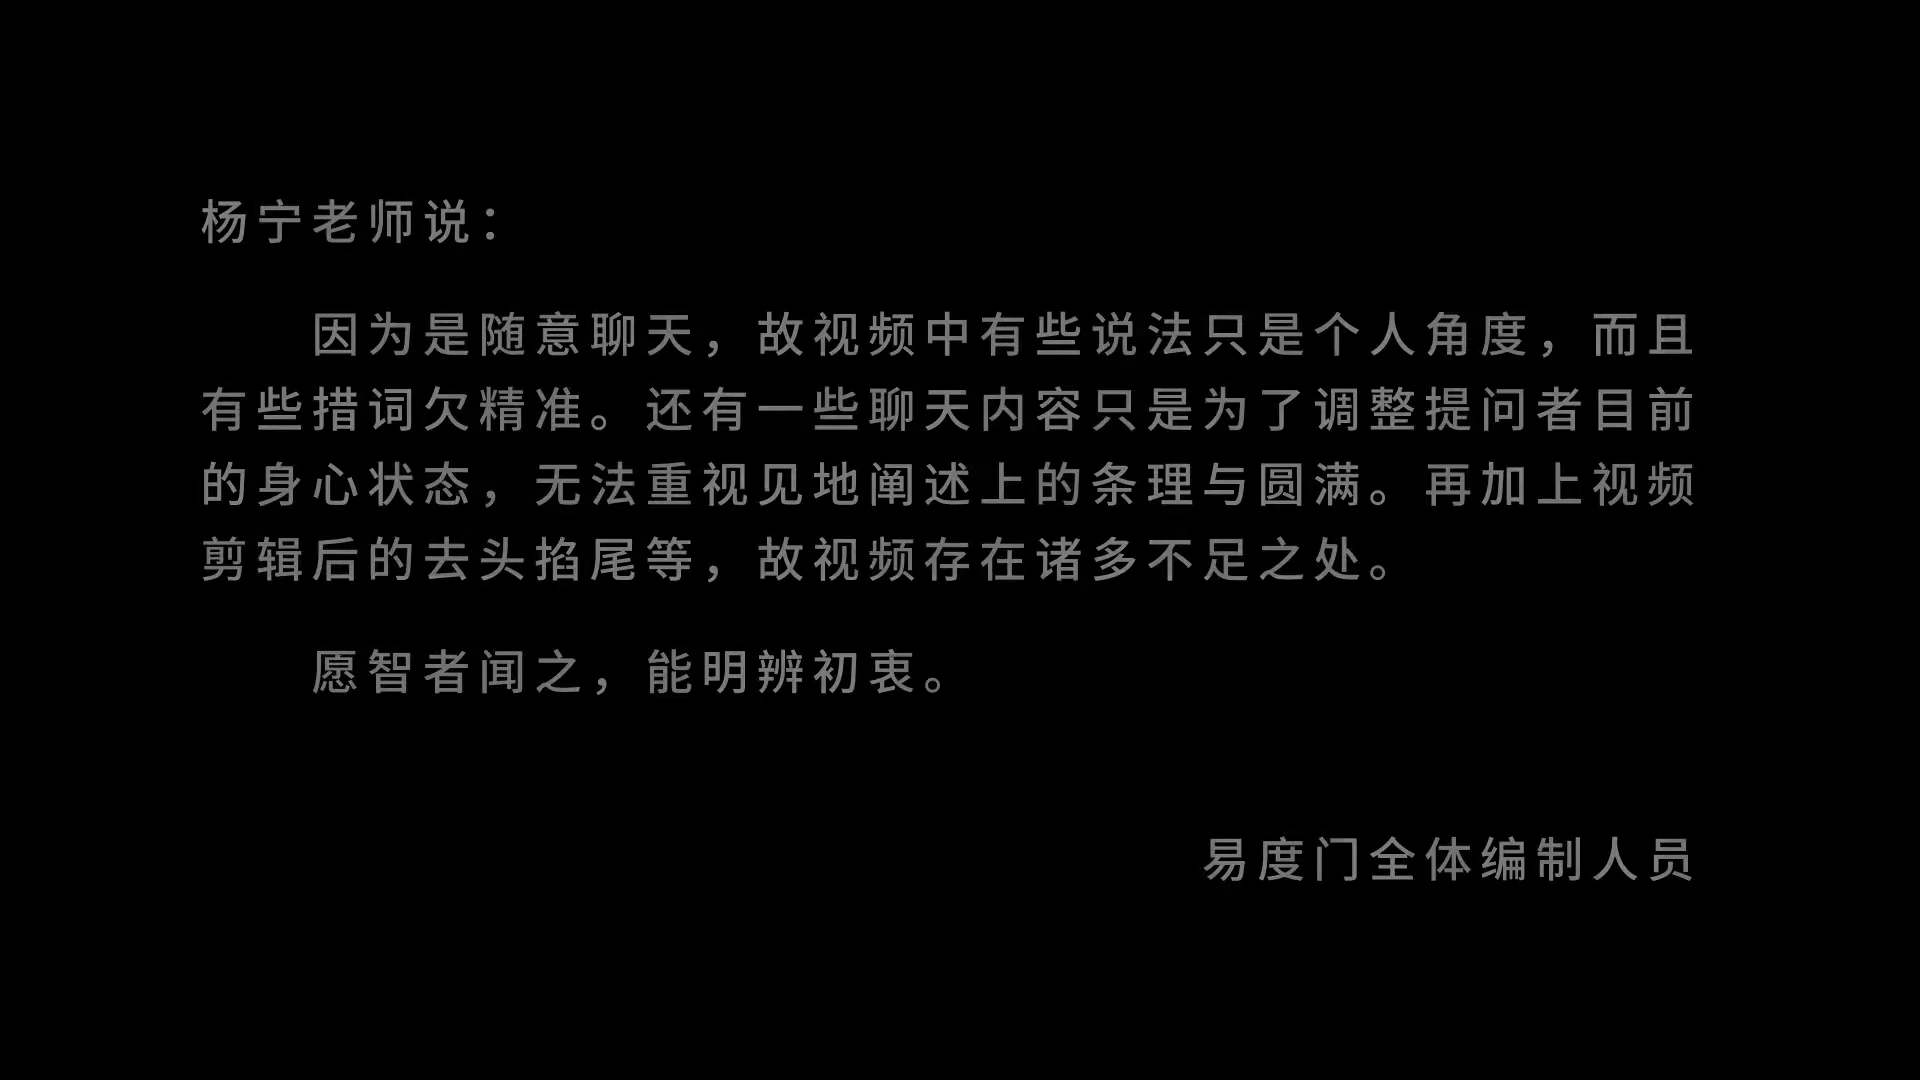 杨宁老师说：
因为是随意聊天，故视频中有些说法只是个人角度，而且
有些措词欠精准。还有一些聊天内容只是为了调整提问者目前
的身心状态，无法重视见地阐述上的条理与圆满。再加上视频
剪辑后的去头掐尾等，故视频存在诸多不足之处。
愿智者闻之，能明辨初衷。
易度门全体编制人员